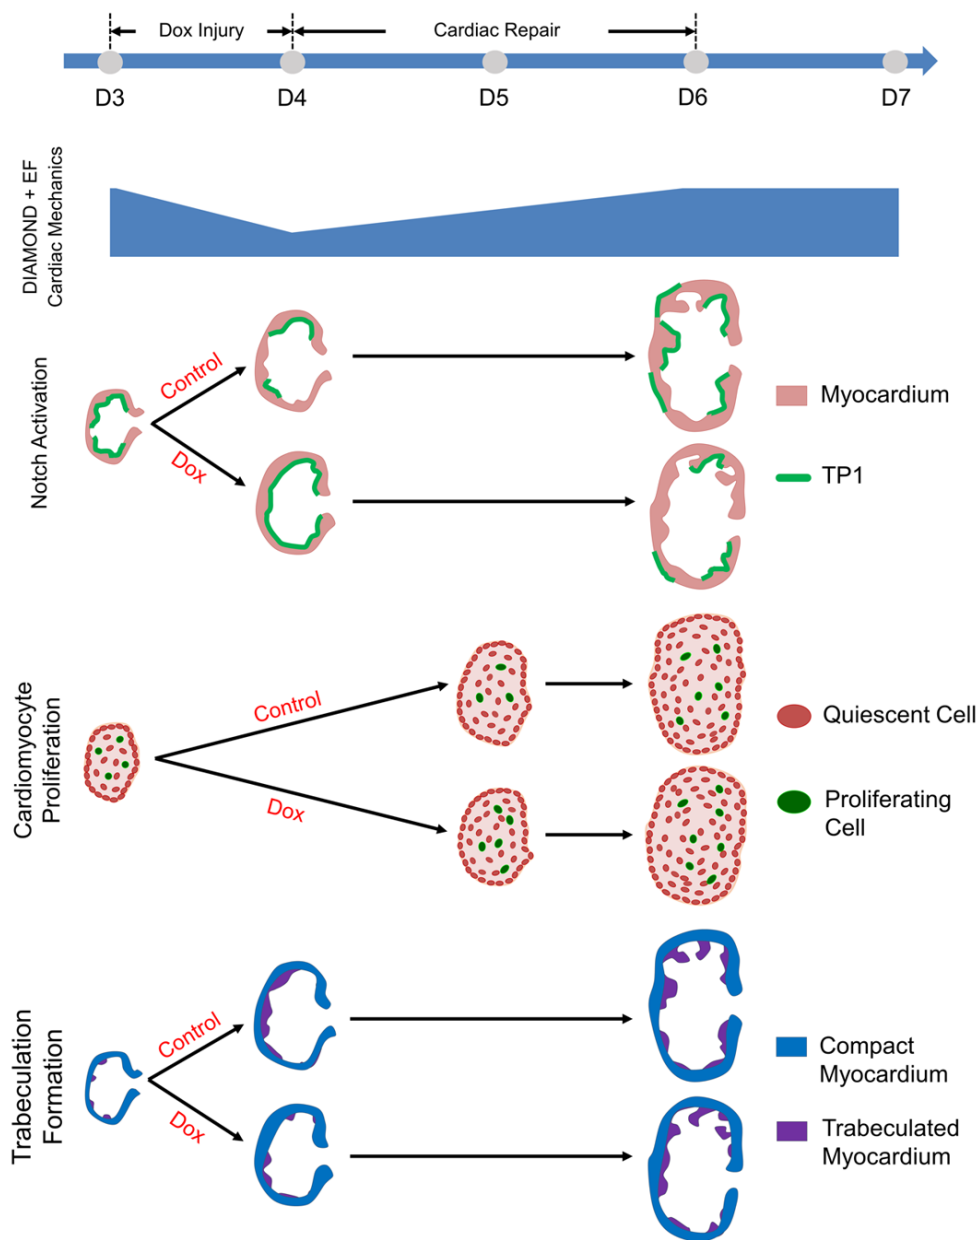 Dox Injury
Cardiac Repair
D3
D4
D5
D6
D7
DIAMOND + EF
Cardiac Mechanics
Notch Activation
Control
Dox
Myocardium
TP1
Cardiomyocyte
Proliferation
Control
Dox
Quiescent Cell
Proliferating
Cell
Trabeculation
Formation
Control
Dox
Compact
Myocardium
Trabeculated
Myocardium